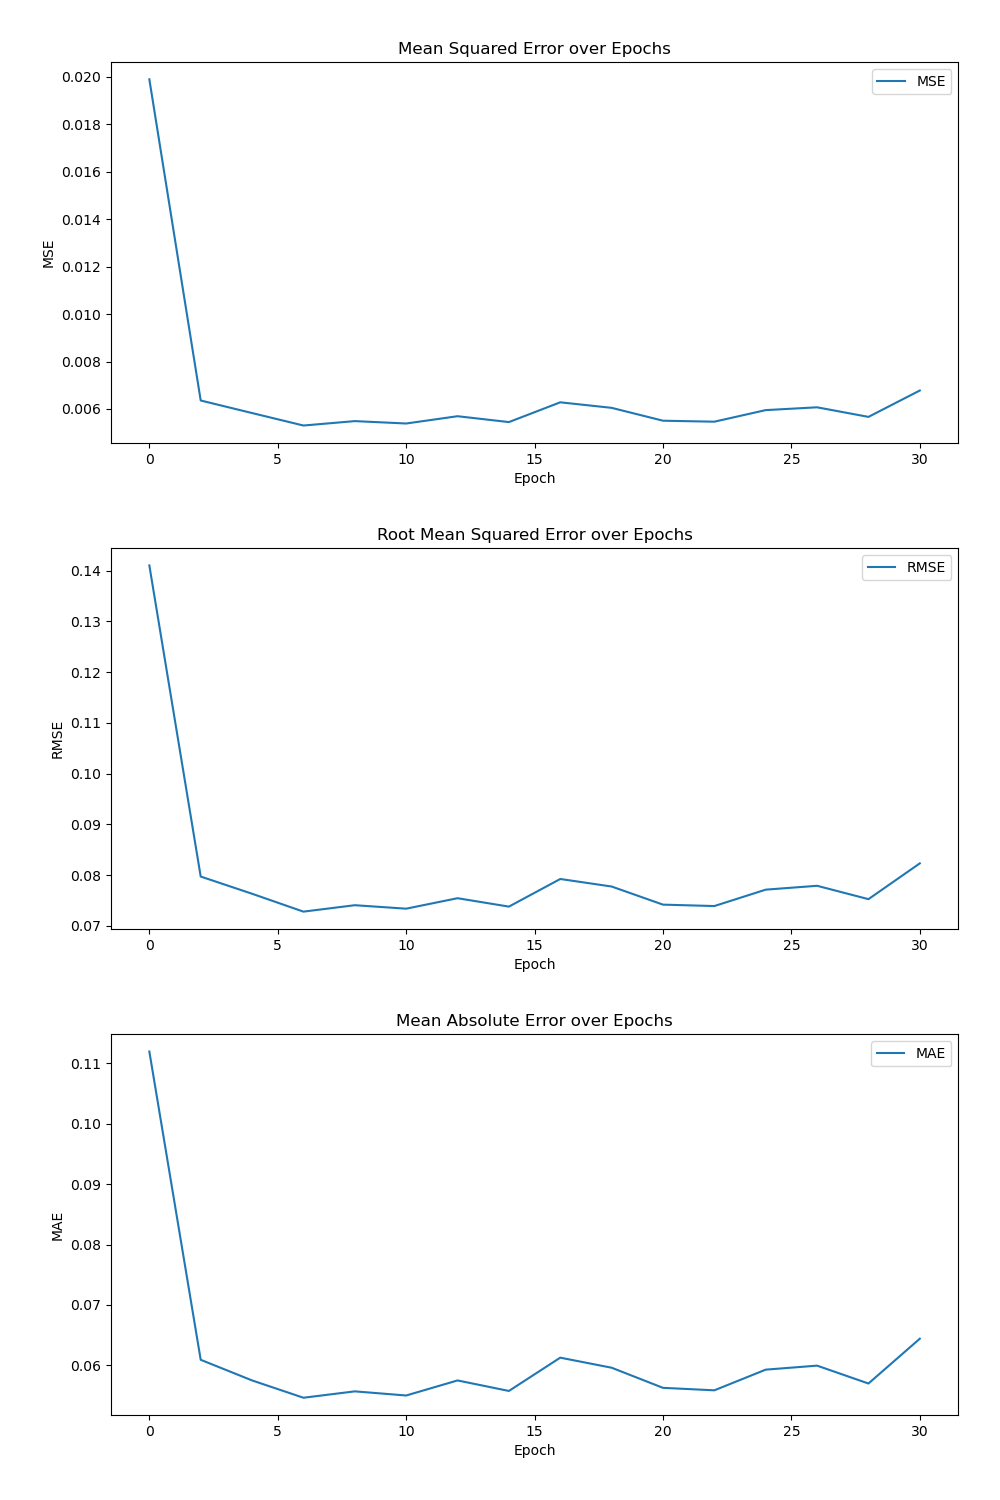 Mean Squared Error over Epochs
MSE
0.020
0.018
0.016
0.014
0.012
0.010
0.008
0.006
MSE
0 5 10 15 20 25 30
Epoch
Root Mean Squared Error over Epochs
RMSE
0.14
0.13
0.12
0.11
0.10
0.09
0.08
0.07
RMSE
0 5 10 15 20 25 30
Epoch
Mean Absolute Error over Epochs
MAE
0.11
0.10
0.09
0.08
0.07
0.06
MAE
0 5 10 15 20 25 30
Epoch